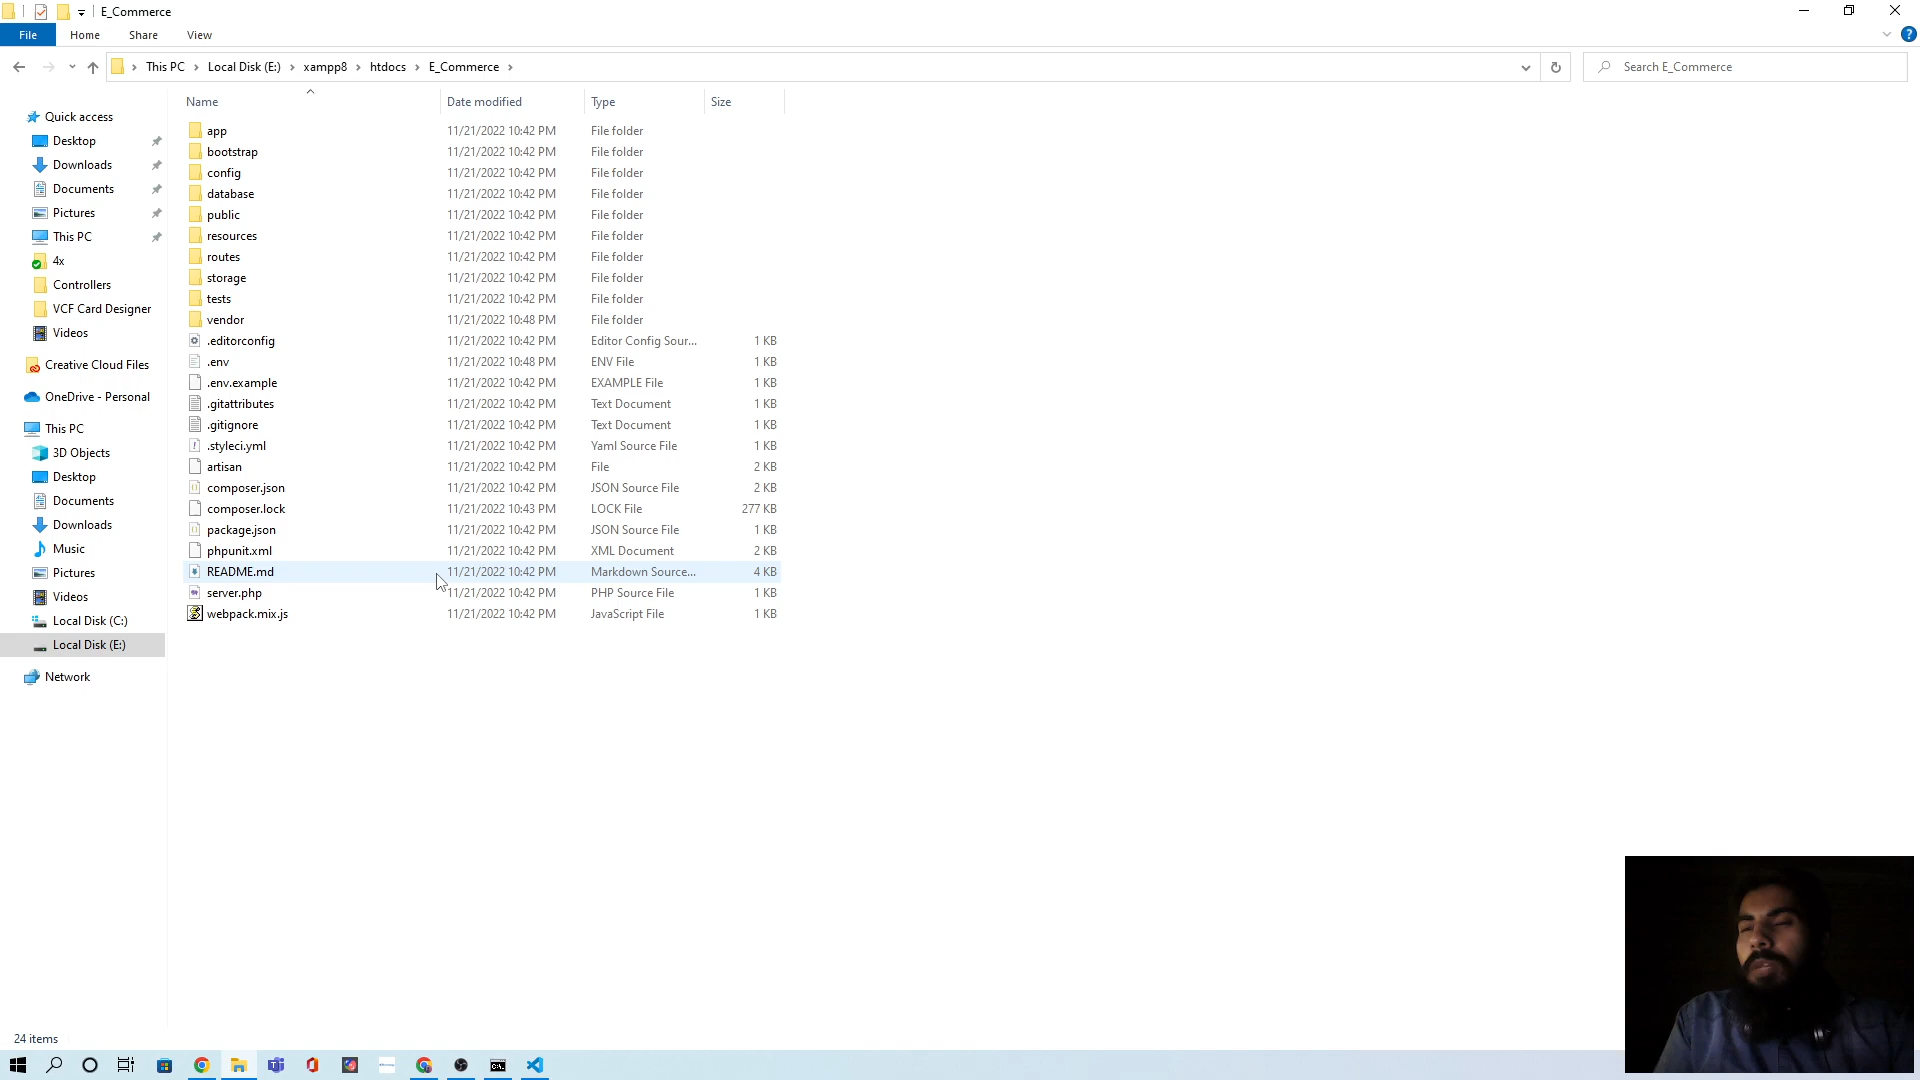 E_Commerce
File Home Share View
This PC Local Disk (E:) xampp8 htdocs E_Commerce
Search E_Commerce
Name Date modified Type Size
Quick access
Desktop
Downloads
Documents
Pictures
This PC
4x
Controllers
VCF Card Designer
Videos
Creative Cloud Files
OneDrive - Personal
This PC
3D Objects
Desktop
Documents
Downloads
Music
Pictures
Videos
Local Disk (C:)
Local Disk (E:)
Network
app 11/21/2022 10:42 PM File folder
bootstrap 11/21/2022 10:42 PM File folder
config 11/21/2022 10:42 PM File folder
database 11/21/2022 10:42 PM File folder
public 11/21/2022 10:42 PM File folder
resources 11/21/2022 10:42 PM File folder
routes 11/21/2022 10:42 PM File folder
storage 11/21/2022 10:42 PM File folder
tests 11/21/2022 10:42 PM File folder
vendor 11/21/2022 10:48 PM File folder
.editorconfig 11/21/2022 10:42 PM Editor Config Sour... 1 KB
.env 11/21/2022 10:48 PM ENV File 1 KB
.env.example 11/21/2022 10:42 PM EXAMPLE File 1 KB
.gitattributes 11/21/2022 10:42 PM Text Document 1 KB
.gitignore 11/21/2022 10:42 PM Text Document 1 KB
.styleci.yml 11/21/2022 10:42 PM Yaml Source File 1 KB
artisan 11/21/2022 10:42 PM File 2 KB
composer.json 11/21/2022 10:42 PM JSON Source File 2 KB
composer.lock 11/21/2022 10:43 PM LOCK File 277 KB
package.json 11/21/2022 10:42 PM JSON Source File 1 KB
phpunit.xml 11/21/2022 10:42 PM XML Document 2 KB
README.md 11/21/2022 10:42 PM Markdown Source... 4 KB
server.php 11/21/2022 10:42 PM PHP Source File 1 KB
webpack.mix.js 11/21/2022 10:42 PM JavaScript File 1 KB
24 items